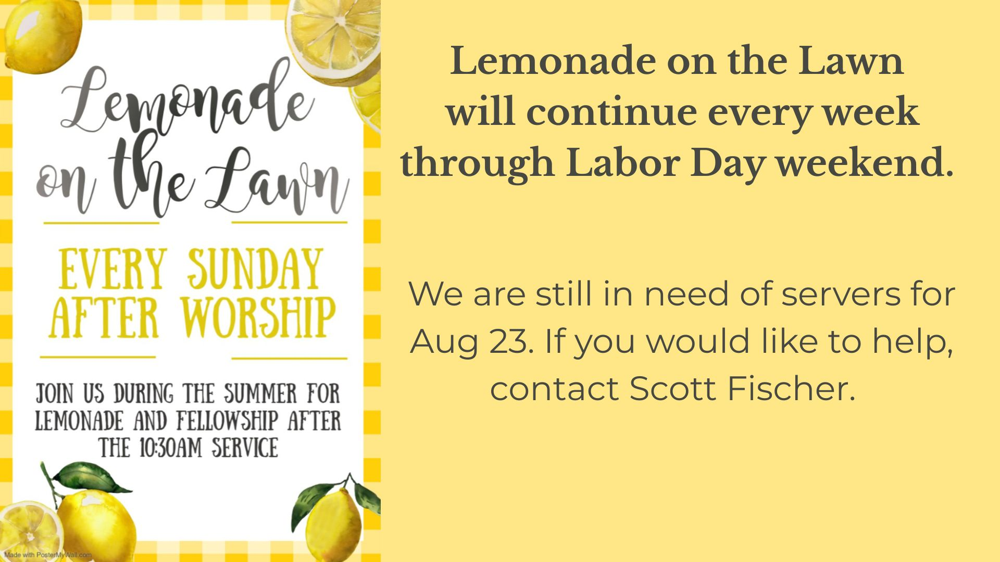 Lemonade
on the Lawn
EVERY SUNDAY
AFTER WORSHIP
JOIN US DURING THE SUMMER FOR
LEMONADE AND FELLOWSHIP AFTER
THE 10:30AM SERVICE
Made with PosterMyWall.com
Lemonade on the Lawn
will continue every week
through Labor Day weekend.
We are still in need of servers for
Aug 23. If you would like to help,
contact Scott Fischer.